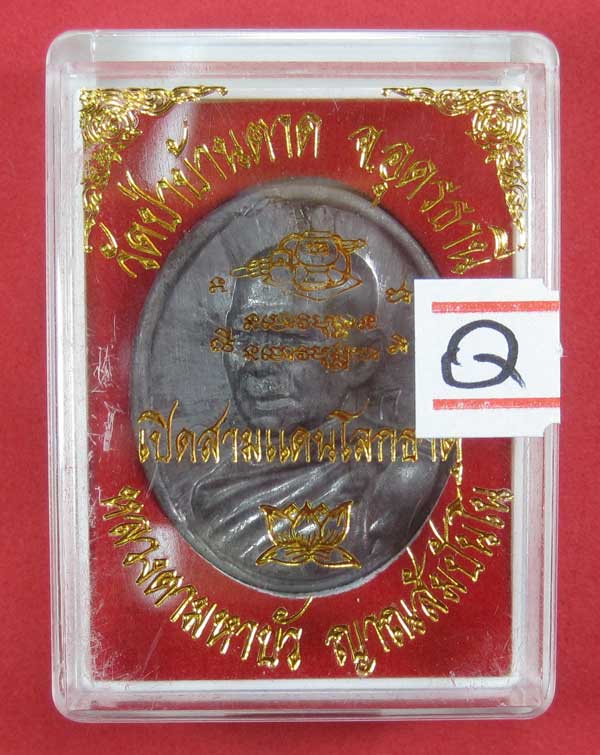 วัดป่าบ้านตาด จ.อุดรธานี
Q
เปิดสามแดนโลกธาตุ
หลวงตามหาบัว ญาณสัมปันโน